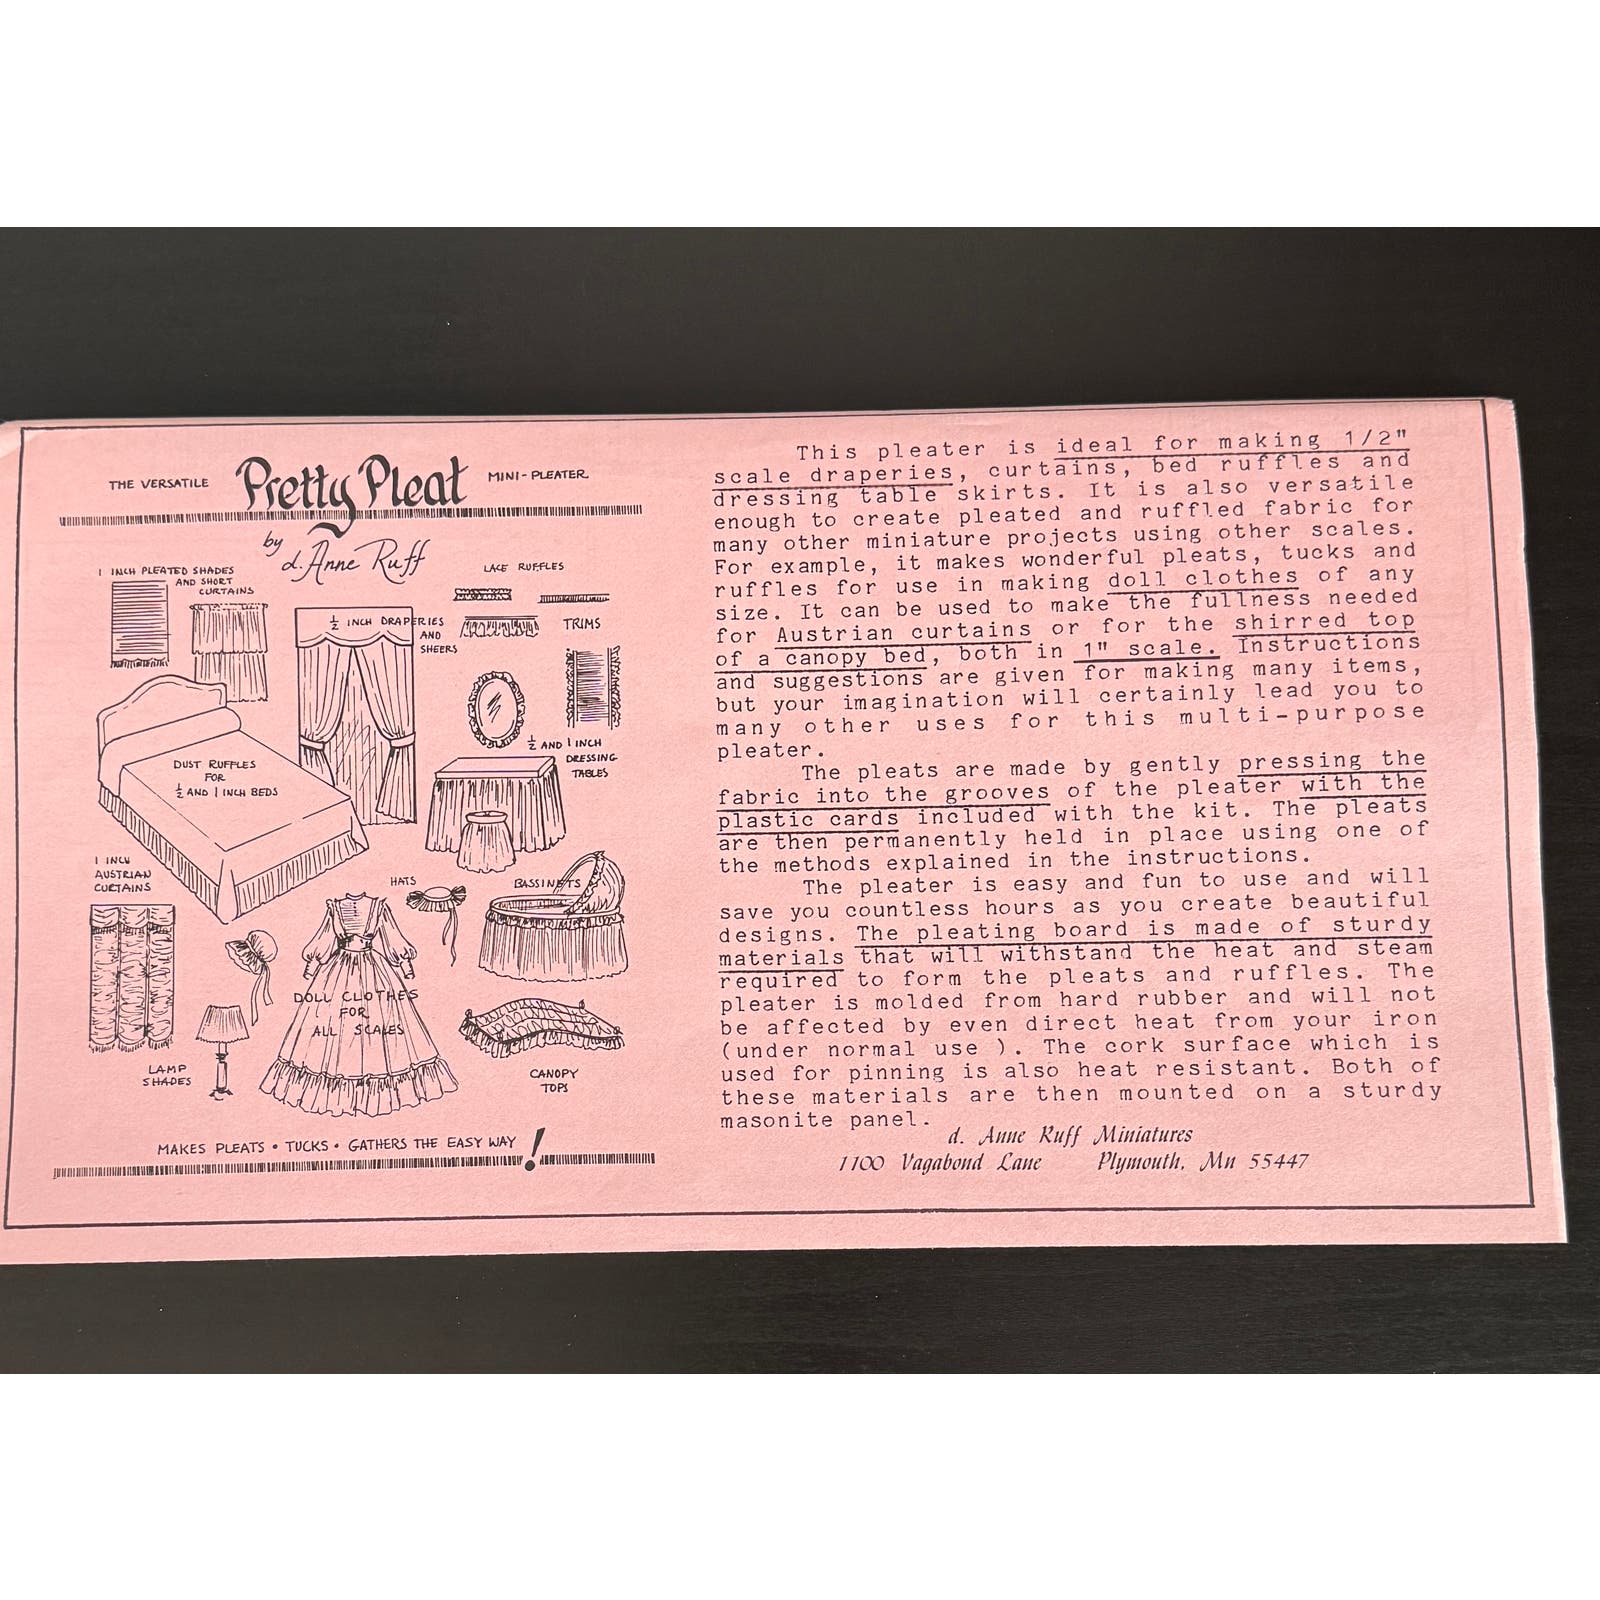 THE VERSATILE Pretty Pleat MINI-PLEATER
by
d. Anne Ruff
1 INCH PLEATED SHADES
AND SHORT
CURTAINS
LACE RUFFLES
1/2 INCH DRAPERIES
AND
SHEERS
TRIMS
1/2 AND 1 INCH
DRESSING
TABLES
DUST RUFFLES
FOR
1/2 AND 1 INCH BEDS
1 INCH
AUSTRIAN
CURTAINS
HATS
BASSINETS
DOLL CLOTHES
FOR
ALL SCALES
LAMP
SHADES
CANOPY
TOPS
MAKES PLEATS • TUCKS • GATHERS THE EASY WAY!
This pleater is ideal for making 1/2"
scale draperies, curtains, bed ruffles and
dressing table skirts. It is also versatile
enough to create pleated and ruffled fabric for
many other miniature projects using other scales.
For example, it makes wonderful pleats, tucks and
ruffles for use in making doll clothes of any
size. It can be used to make the fullness needed
for Austrian curtains or for the shirred top
of a canopy bed, both in 1" scale. Instructions
and suggestions are given for making many items,
but your imagination will certainly lead you to
many other uses for this multi-purpose
pleater.
The pleats are made by gently pressing the
fabric into the grooves of the pleater with the
plastic cards included with the kit. The pleats
are then permanently held in place using one of
the methods explained in the instructions.
The pleater is easy and fun to use and will
save you countless hours as you create beautiful
designs. The pleating board is made of sturdy
materials that will withstand the heat and steam
required to form the pleats and ruffles. The
pleater is molded from hard rubber and will not
be affected by even direct heat from your iron
(under normal use ). The cork surface which is
used for pinning is also heat resistant. Both of
these materials are then mounted on a sturdy
masonite panel.
d. Anne Ruff Miniatures
1100 Vagabond Lane Plymouth, Mn 55447